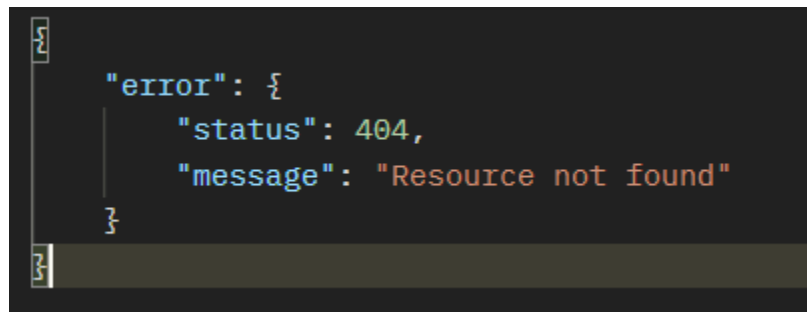 {
"error": {
"status": 404,
"message": "Resource not found"
}
}